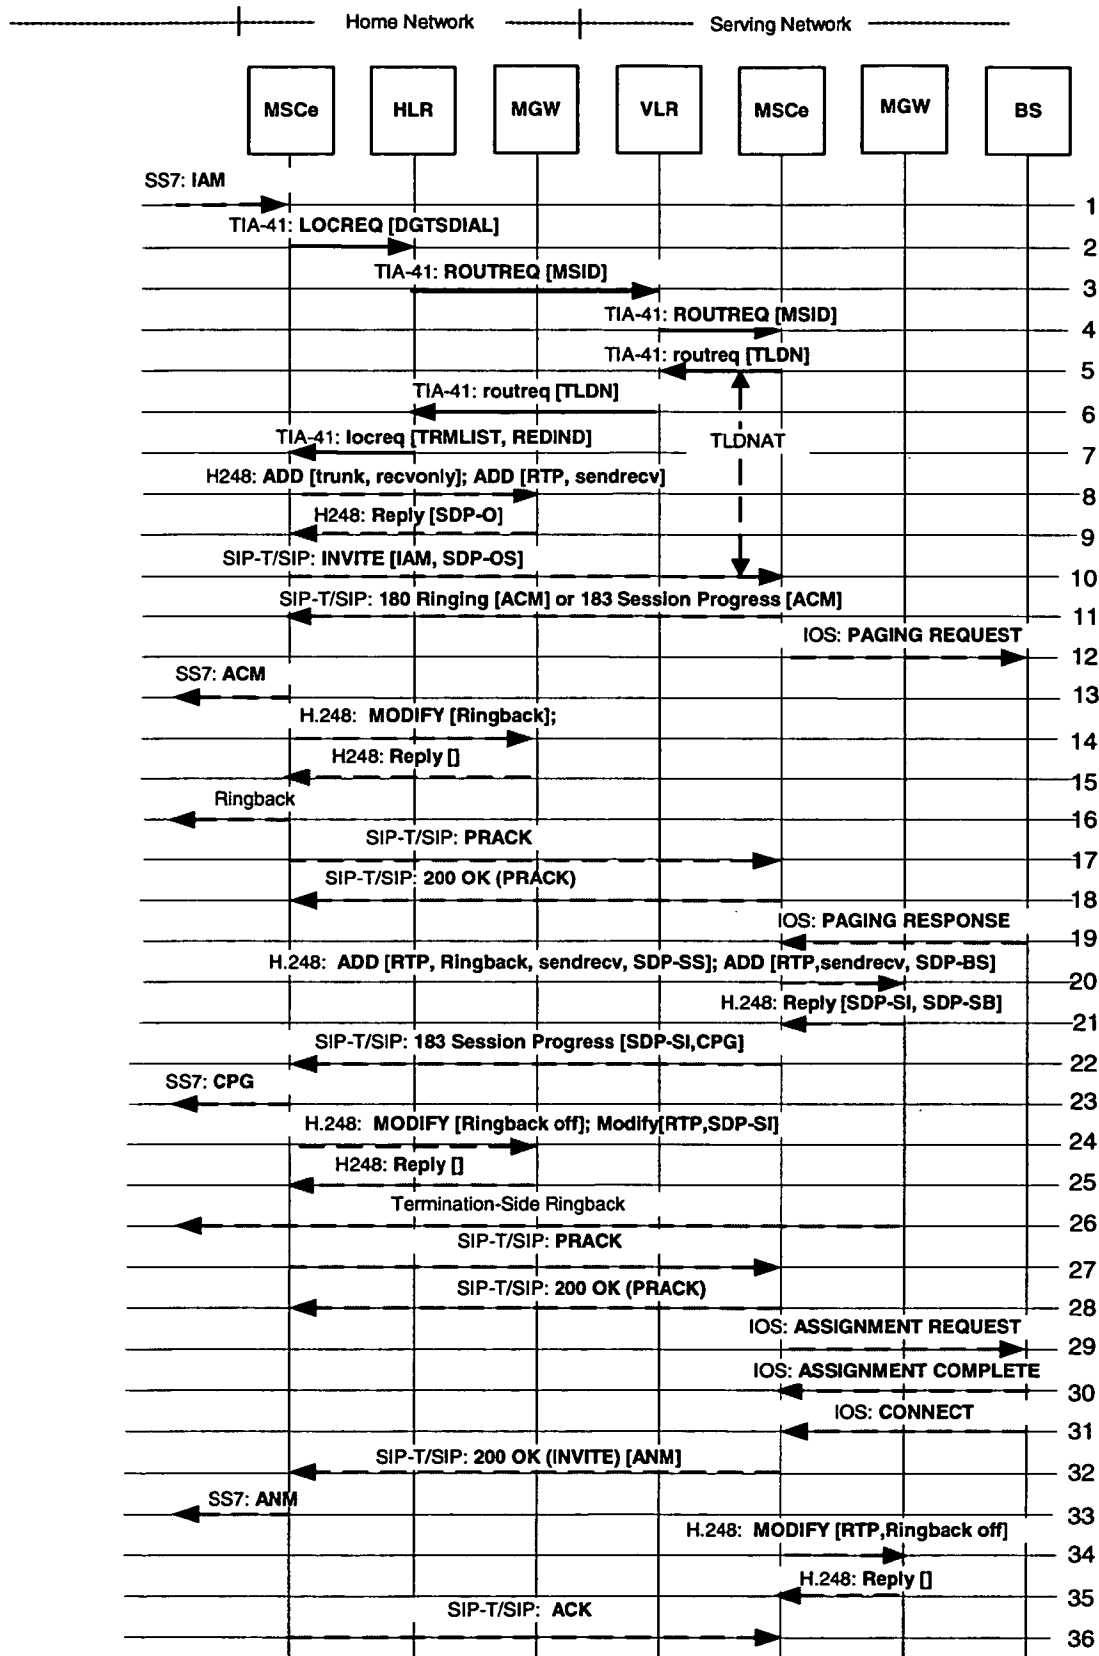 Home Network
Serving Network
MSCe
HLR
MGW
VLR
MSCe
MGW
BS
SS7: IAM
1
TIA-41: LOCREQ [DGTSDIAL]
2
TIA-41: ROUTREQ [MSID]
3
TIA-41: ROUTREQ [MSID]
4
TIA-41: routreq [TLDN]
5
TIA-41: routreq [TLDN]
6
TLDNAT
TIA-41: locreq [TRMLIST, REDIND]
7
H248: ADD [trunk, recvonly]; ADD [RTP, sendrecv]
8
H248: Reply [SDP-O]
9
SIP-T/SIP: INVITE [IAM, SDP-OS]
10
SIP-T/SIP: 180 Ringing [ACM] or 183 Session Progress [ACM]
11
IOS: PAGING REQUEST
12
SS7: ACM
13
H.248: MODIFY [Ringback];
14
H248: Reply []
15
Ringback
16
SIP-T/SIP: PRACK
17
SIP-T/SIP: 200 OK (PRACK)
18
IOS: PAGING RESPONSE
19
H.248: ADD [RTP, Ringback, sendrecv, SDP-SS]; ADD [RTP,sendrecv, SDP-BS]
20
H.248: Reply [SDP-SI, SDP-SB]
21
SIP-T/SIP: 183 Session Progress [SDP-SI,CPG]
22
SS7: CPG
23
H.248: MODIFY [Ringback off]; Modify[RTP,SDP-SI]
24
H248: Reply []
25
Termination-Side Ringback
26
SIP-T/SIP: PRACK
27
SIP-T/SIP: 200 OK (PRACK)
28
IOS: ASSIGNMENT REQUEST
29
IOS: ASSIGNMENT COMPLETE
30
IOS: CONNECT
31
SIP-T/SIP: 200 OK (INVITE) [ANM]
32
SS7: ANM
33
H.248: MODIFY [RTP,Ringback off]
34
H.248: Reply []
35
SIP-T/SIP: ACK
36